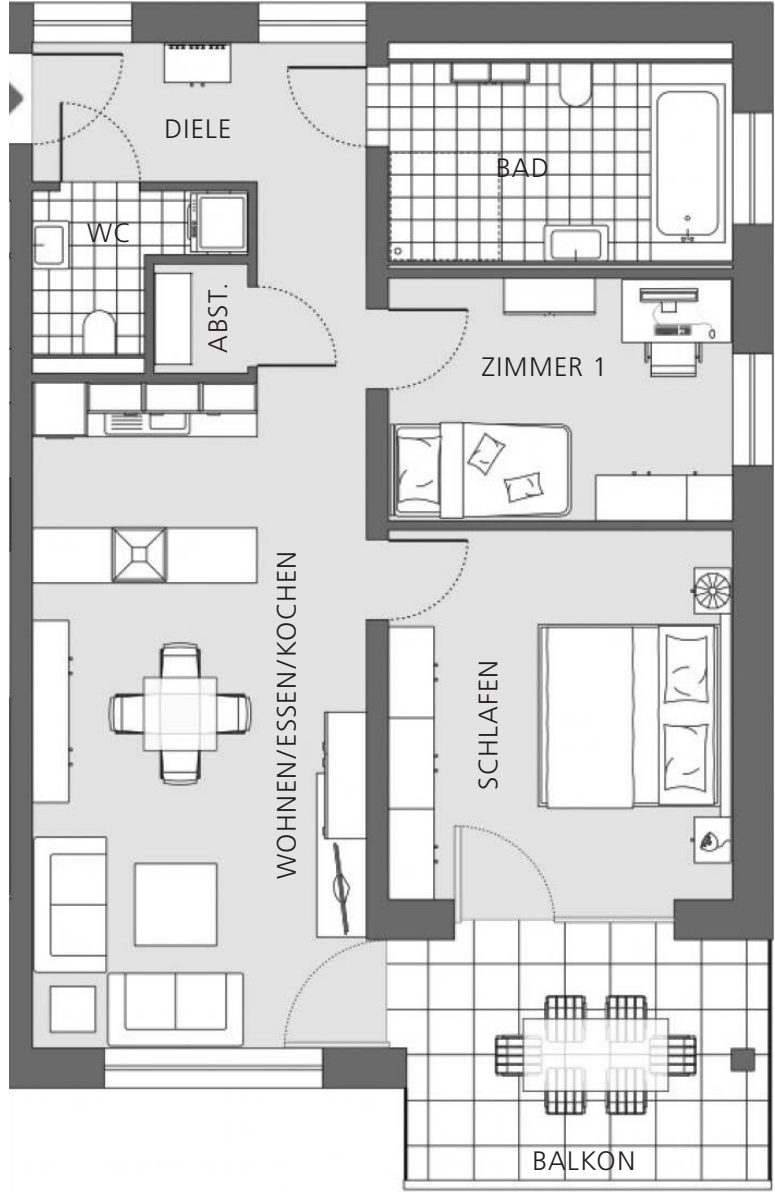 DIELE
BAD
WC
ABST.
ZIMMER 1
WOHNEN/ESSEN/KOCHEN
SCHLAFEN
BALKON